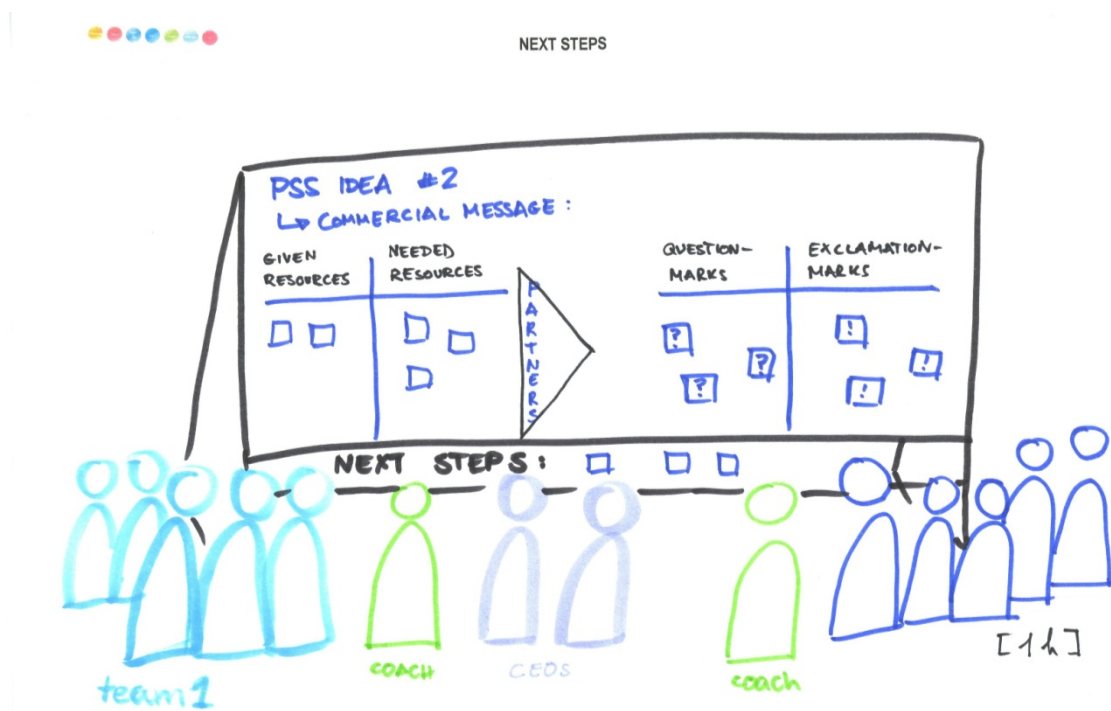 NEXT STEPS
PSS IDEA #2
↳ COMMERCIAL MESSAGE:
GIVEN
RESOURCES
NEEDED
RESOURCES
PARTNERS
QUESTION-
MARKS
EXCLAMATION-
MARKS
? ? ?
! ! !
NEXT STEPS:
team1
COACH
CEOS
coach
[1h]